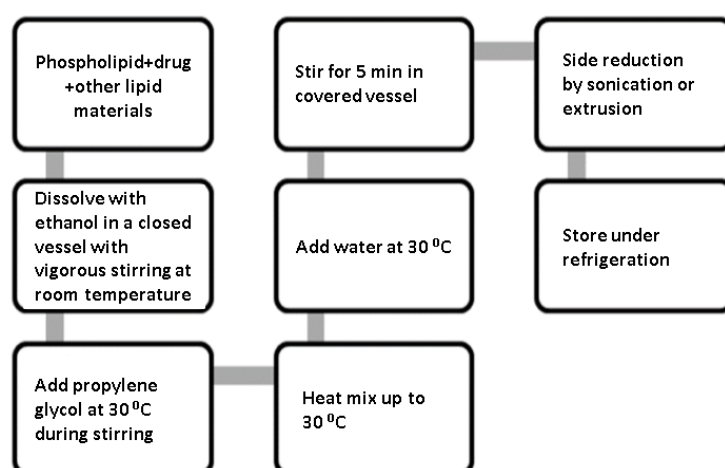 Phospholipid+drug
+other lipid
materials
Dissolve with
ethanol in a closed
vessel with
vigorous stirring at
room temperature
Add propylene
glycol at 30 ⁰C
during stirring
Heat mix up to
30 ⁰C
Add water at 30 ⁰C
Stir for 5 min in
covered vessel
Side reduction
by sonication or
extrusion
Store under
refrigeration